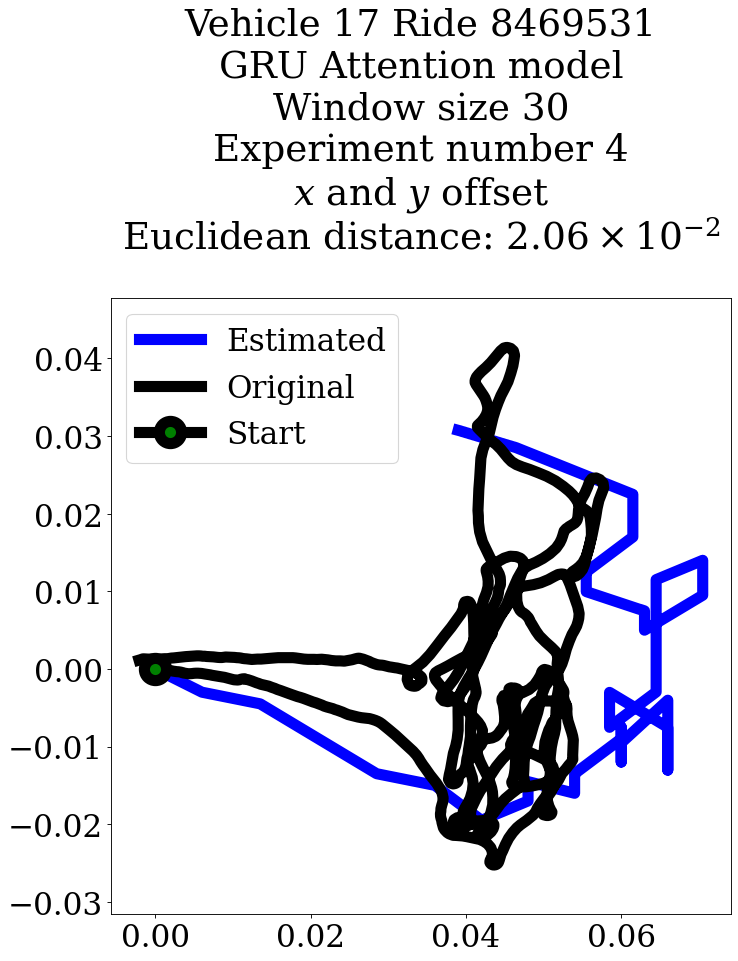 Vehicle 17 Ride 8469531
GRU Attention model
Window size 30
Experiment number 4
x and y offset
Euclidean distance: 2.06 × 10⁻²
Estimated
Original
Start
0.04
0.03
0.02
0.01
0.00
−0.01
−0.02
−0.03
0.00 0.02 0.04 0.06